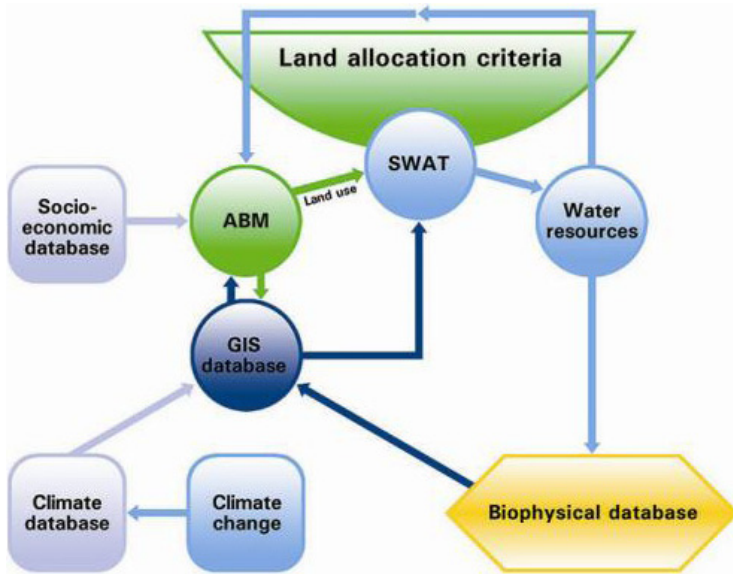 Land allocation criteria
SWAT
Land use
ABM
Socio-
economic
database
Water
resources
GIS
database
Climate
database
Climate
change
Biophysical database